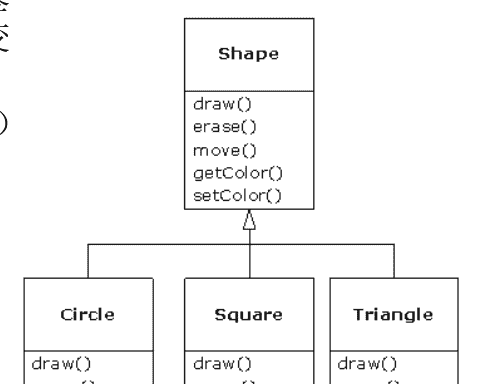 Shape
draw()
erase()
move()
getColor()
setColor()
Circle
Square
Triangle
draw()
draw()
draw()